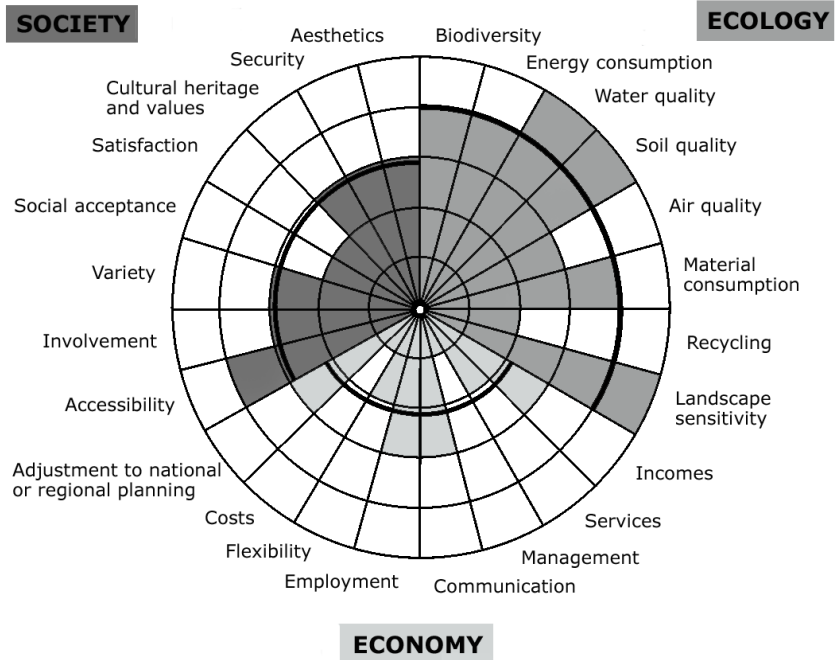 SOCIETY
ECOLOGY
Aesthetics
Biodiversity
Security
Energy consumption
Cultural heritage
and values
Water quality
Satisfaction
Soil quality
Social acceptance
Air quality
Variety
Material
consumption
Involvement
Recycling
Accessibility
Landscape
sensitivity
Adjustment to national
or regional planning
Incomes
Costs
Services
Flexibility
Management
Employment
Communication
ECONOMY